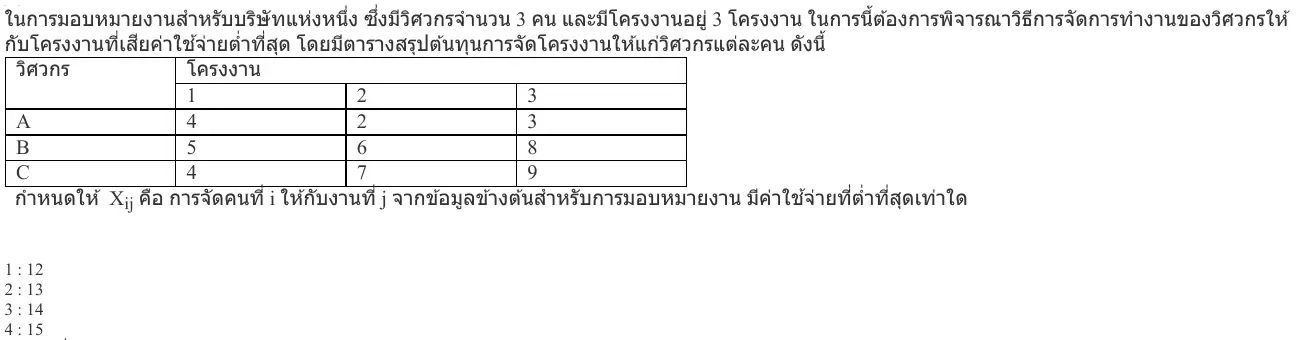 ในการมอบหมายงานสำหรับบริษัทแห่งหนึ่ง ซึ่งมีวิศวกรจำนวน 3 คน และมีโครงงานอยู่ 3 โครงงาน ในการนี้ต้องการพิจารณาวิธีการจัดการทำงานของวิศวกรให้
กับโครงงานที่เสียค่าใช้จ่ายต่ำที่สุด โดยมีตารางสรุปต้นทุนการจัดโครงงานให้แก่วิศวกรแต่ละคน ดังนี้
วิศวกร โครงงาน
1 2 3
A 4 2 3
B 5 6 8
C 4 7 9
กำหนดให้ Xij คือ การจัดคนที่ i ให้กับงานที่ j จากข้อมูลข้างต้นสำหรับการมอบหมายงาน มีค่าใช้จ่ายที่ต่ำที่สุดเท่าใด
1 : 12
2 : 13
3 : 14
4 : 15